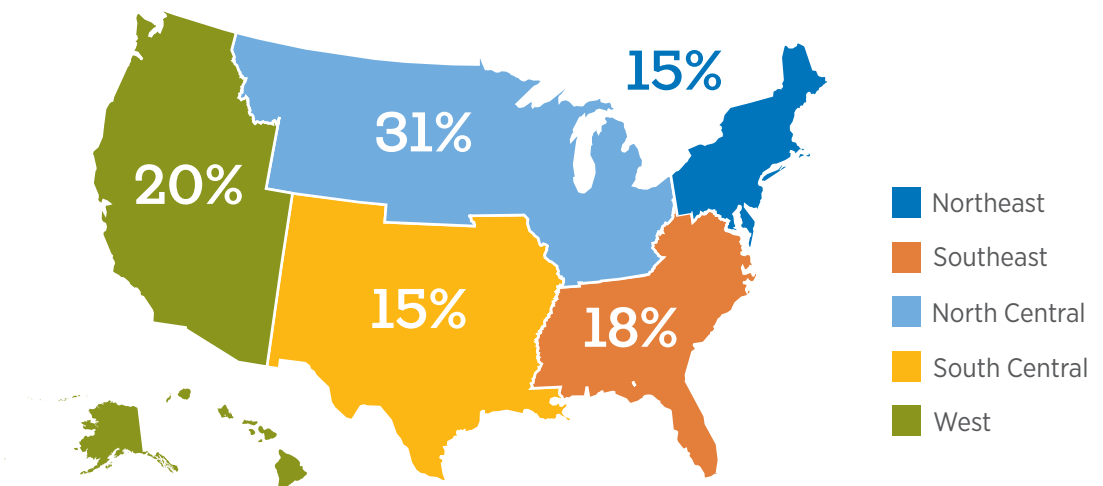 15%
31%
20%
15%
18%
Northeast
Southeast
North Central
South Central
West